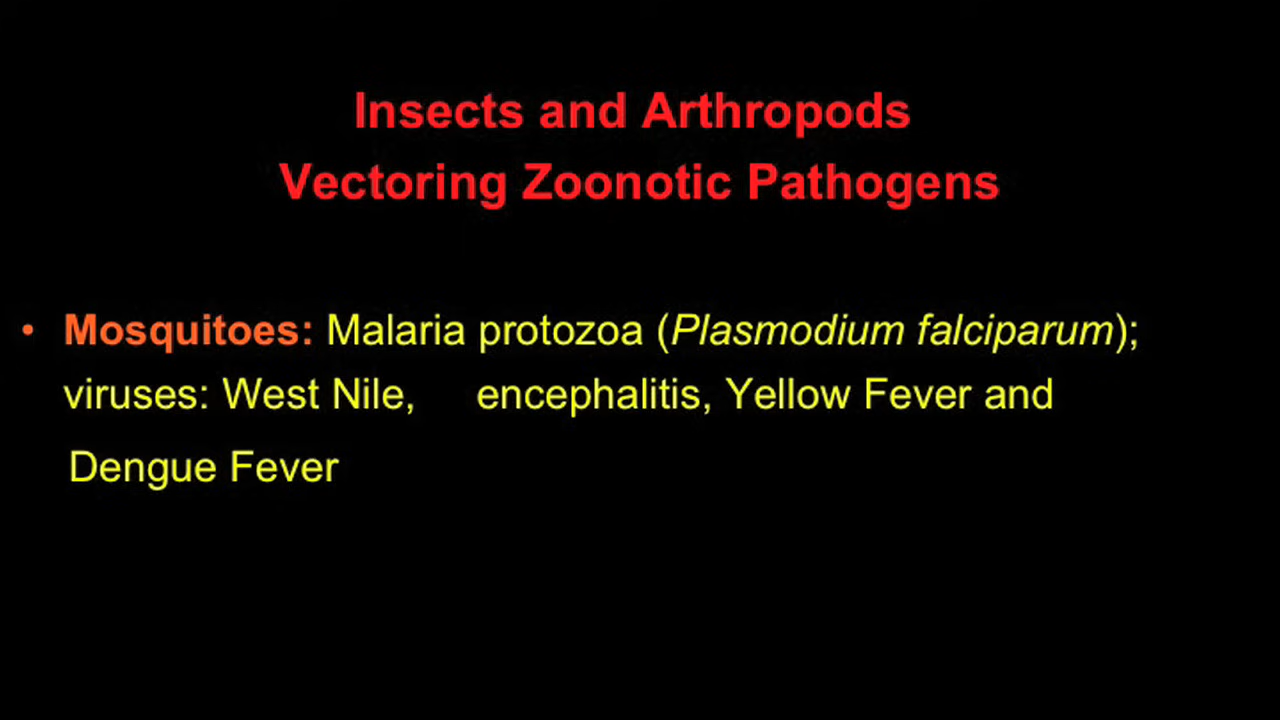 Insects and Arthropods
Vectoring Zoonotic Pathogens
• Mosquitoes: Malaria protozoa (Plasmodium falciparum);
viruses: West Nile, encephalitis, Yellow Fever and
Dengue Fever